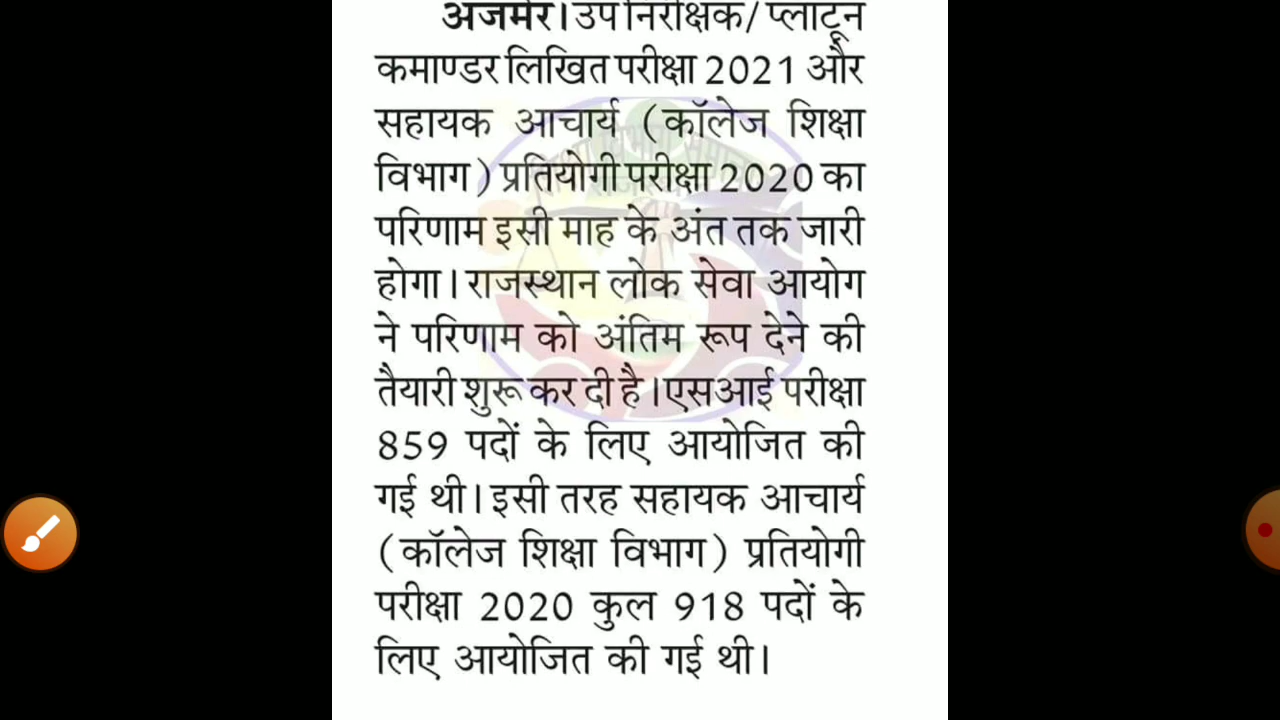 अजमेर। उप निरीक्षक/ प्लाटून
कमाण्डर लिखित परीक्षा 2021 और
सहायक आचार्य (कॉलेज शिक्षा
विभाग) प्रतियोगी परीक्षा 2020 का
परिणाम इसी माह के अंत तक जारी
होगा। राजस्थान लोक सेवा आयोग
ने परिणाम को अंतिम रूप देने की
तैयारी शुरू कर दी है। एसआई परीक्षा
859 पदों के लिए आयोजित की
गई थी। इसी तरह सहायक आचार्य
(कॉलेज शिक्षा विभाग) प्रतियोगी
परीक्षा 2020 कुल 918 पदों के
लिए आयोजित की गई थी।